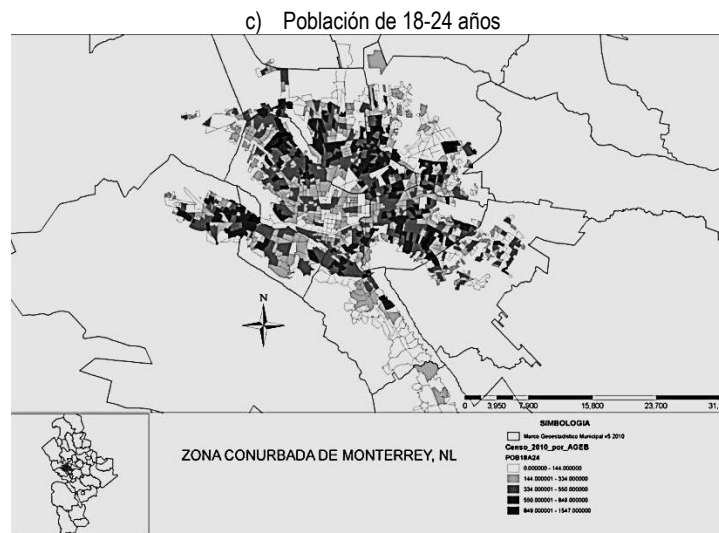 c) Población de 18-24 años
N
0 3,950 7,900 15,800 23,700 31,
ZONA CONURBADA DE MONTERREY, NL
SIMBOLOGIA
Marco Geoestadístico Municipal v5 2010
Censo_2010_por_AGEB
POB18A24
0.000000 - 144.000000
144.000001 - 334.000000
334.000001 - 550.000000
550.000001 - 849.000000
849.000001 - 1547.000000